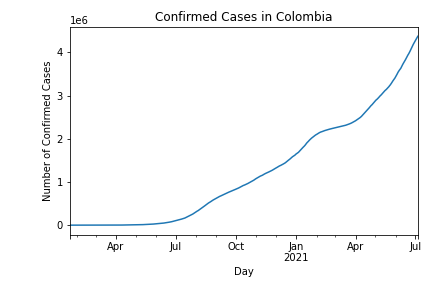 Confirmed Cases in Colombia
1e6
Number of Confirmed Cases
4
3
2
1
0
Apr Jul Oct Jan Apr Jul
2021
Day